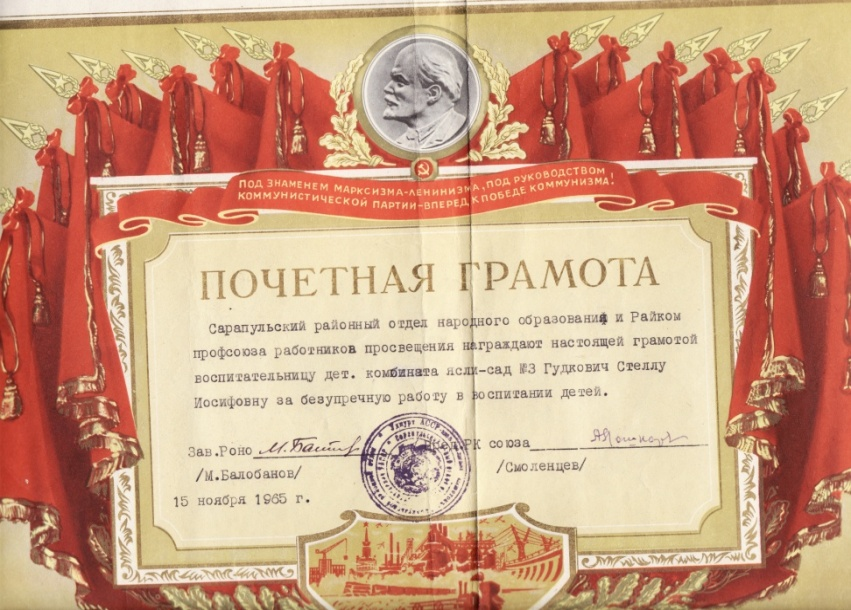 ПОД ЗНАМЕНЕМ МАРКСИЗМА-ЛЕНИНИЗМА, ПОД РУКОВОДСТВОМ
КОММУНИСТИЧЕСКОЙ ПАРТИИ-ВПЕРЕД К ПОБЕДЕ КОММУНИЗМА!
ПОЧЕТНАЯ ГРАМОТА
Сарапульский районный отдел народного образования и Райком
профсоюза работников просвещения награждают настоящей грамотой
воспитательницу дет. комбината ясли-сад №3 Гудкович Стеллу
Иосифовну за безупречную работу в воспитании детей.
Зав.Роно РК союза
/М.Балобанов/ /Смоленцев/
15 ноября 1965 г.